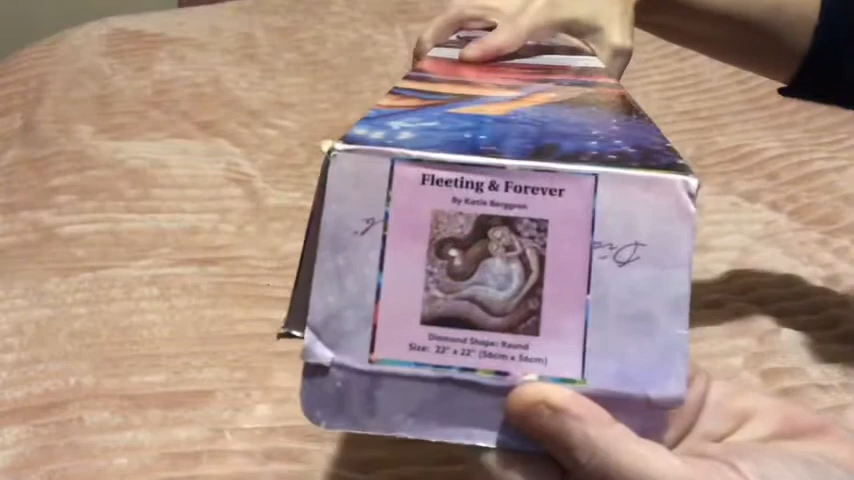 Fleeting & Forever
By Katie Berggren
Diamond Shape: Round
Size: 22" x 22" (56cm x 56cm)